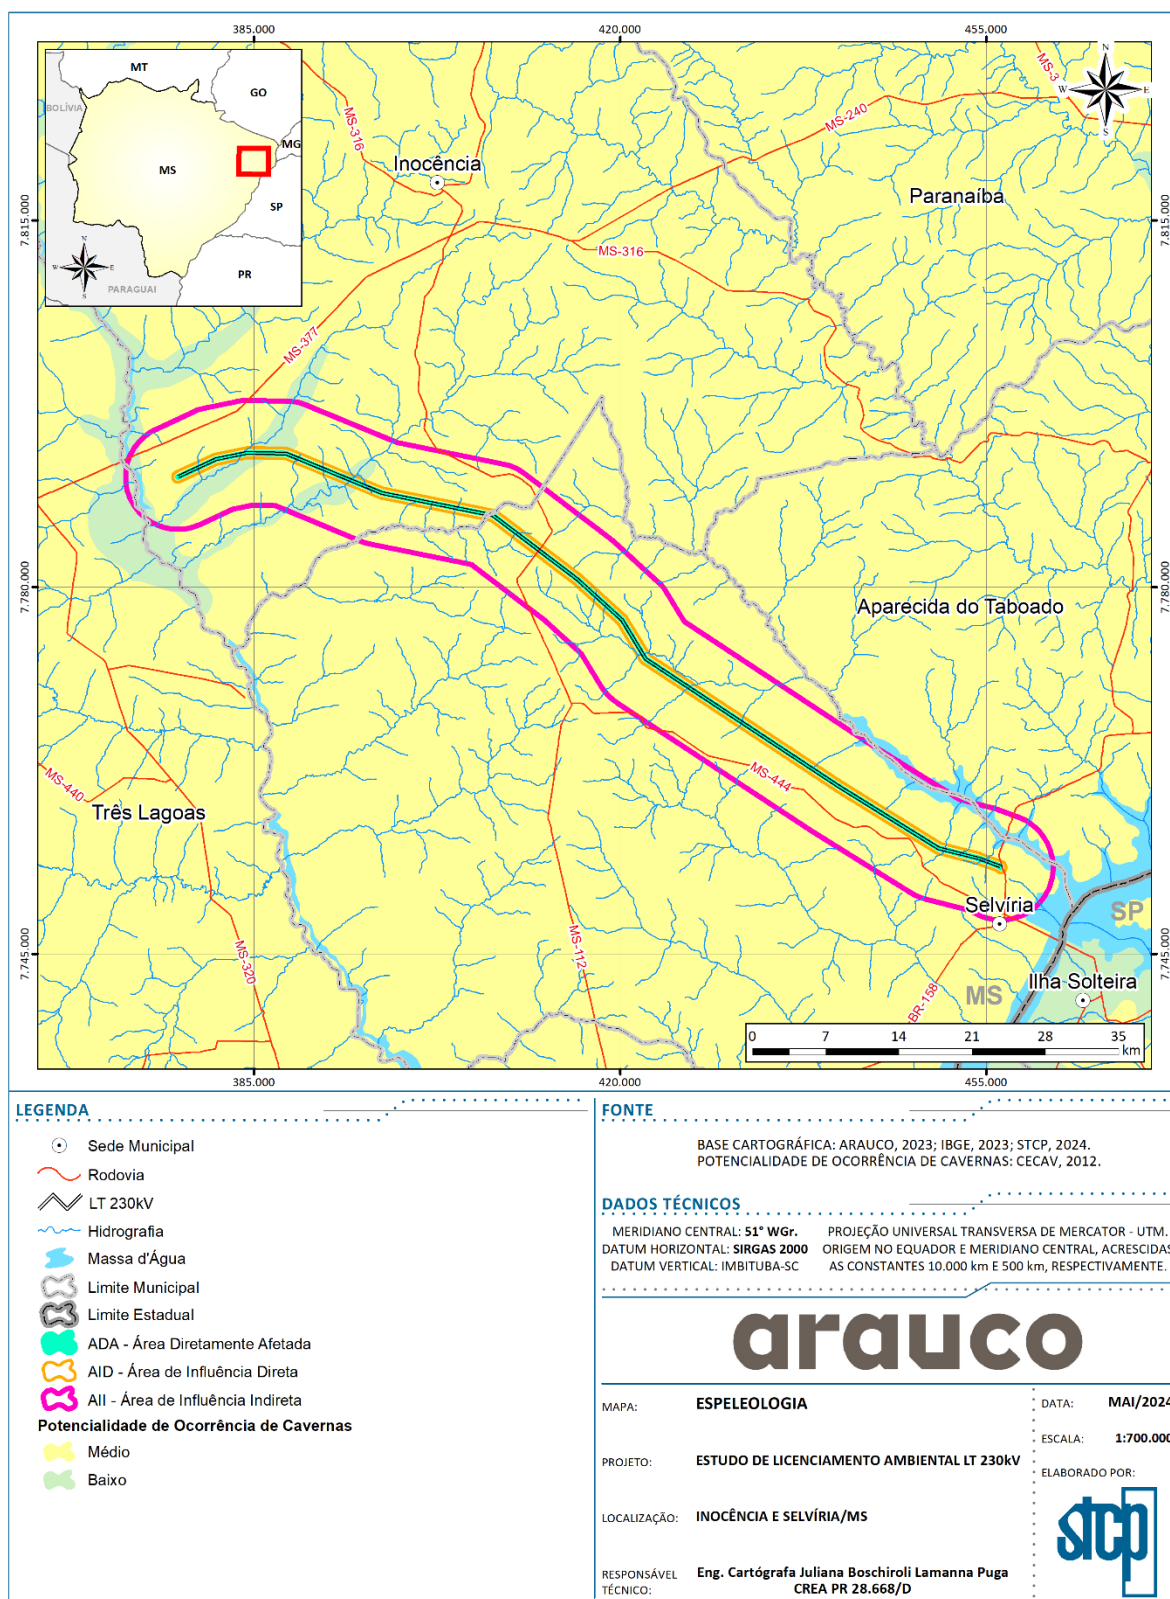 385.000
420.000
455.000
MT
GO
BOLÍVIA
MG
MS
SP
PR
PARAGUAI
N
W
E
S
N
W
E
S
MS-3
MS-240
MS-316
Inocência
Paranaíba
7.815.000
7.815.000
MS-316
MS-377
7.780.000
7.780.000
Aparecida do Taboado
MS-444
MS-440
Três Lagoas
Selvíria
SP
MS-320
MS-112
7.745.000
7.745.000
Ilha Solteira
MS
BR-158
0 7 14 21 28 35
km
385.000
420.000
455.000
LEGENDA
Sede Municipal
Rodovia
LT 230kV
Hidrografia
Massa d'Água
Limite Municipal
Limite Estadual
ADA - Área Diretamente Afetada
AID - Área de Influência Direta
AII - Área de Influência Indireta
Potencialidade de Ocorrência de Cavernas
Médio
Baixo
FONTE
BASE CARTOGRÁFICA: ARAUCO, 2023; IBGE, 2023; STCP, 2024.
POTENCIALIDADE DE OCORRÊNCIA DE CAVERNAS: CECAV, 2012.
DADOS TÉCNICOS
MERIDIANO CENTRAL: 51° WGr.
DATUM HORIZONTAL: SIRGAS 2000
DATUM VERTICAL: IMBITUBA-SC
PROJEÇÃO UNIVERSAL TRANSVERSA DE MERCATOR - UTM.
ORIGEM NO EQUADOR E MERIDIANO CENTRAL, ACRESCIDAS
AS CONSTANTES 10.000 km E 500 km, RESPECTIVAMENTE.
arauco
MAPA: ESPELEOLOGIA
DATA: MAI/2024
ESCALA: 1:700.000
PROJETO: ESTUDO DE LICENCIAMENTO AMBIENTAL LT 230kV
ELABORADO POR:
stcp
LOCALIZAÇÃO: INOCÊNCIA E SELVÍRIA/MS
RESPONSÁVEL TÉCNICO:
Eng. Cartógrafa Juliana Boschiroli Lamanna Puga
CREA PR 28.668/D